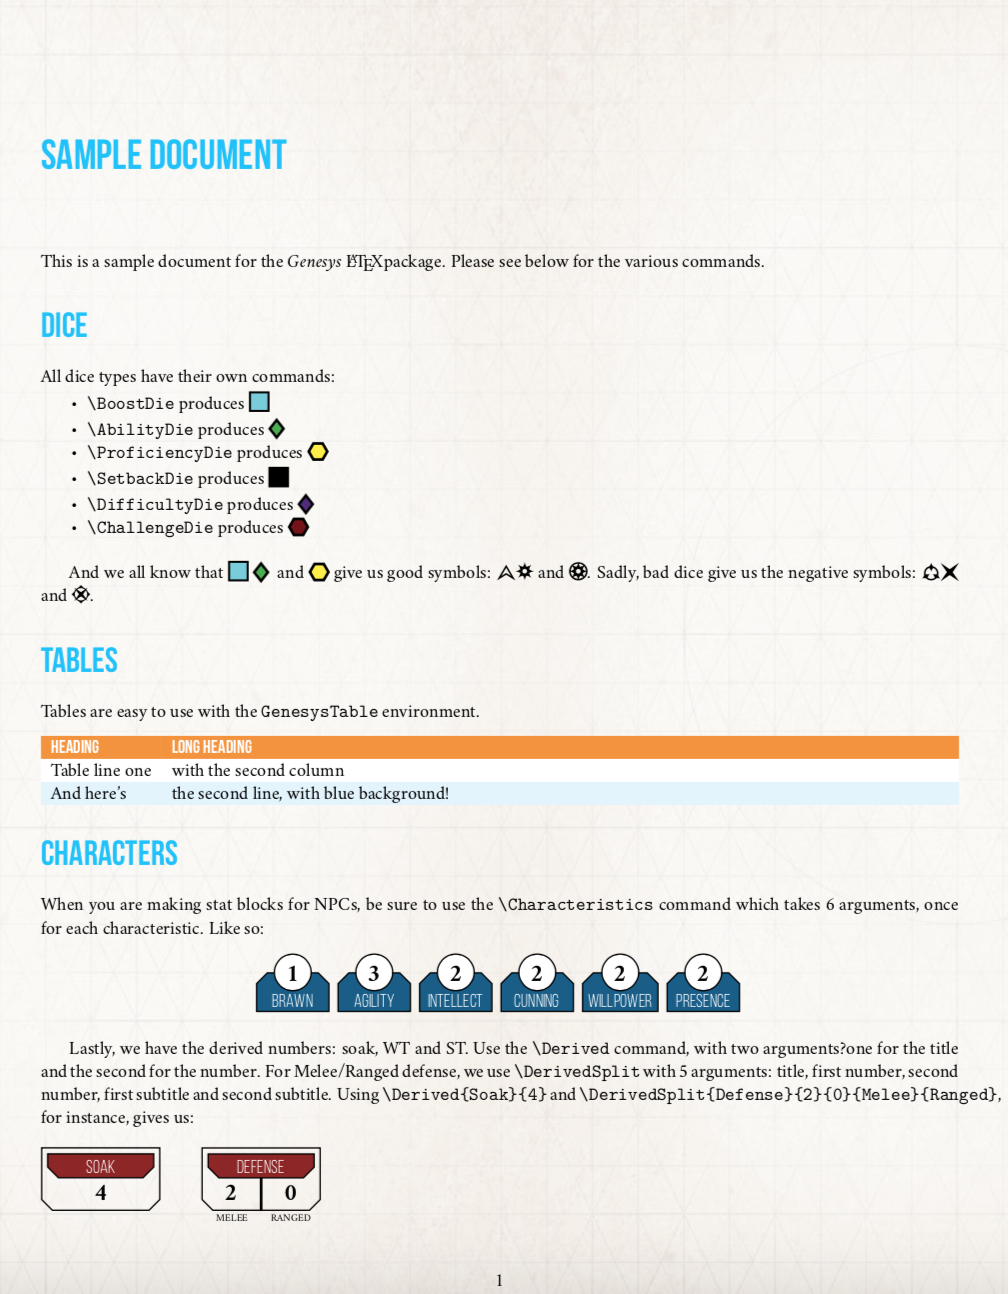 SAMPLE DOCUMENT
This is a sample document for the Genesys LATEXpackage. Please see below for the various commands.
DICE
All dice types have their own commands:
• \BoostDie produces
• \AbilityDie produces
• \ProficiencyDie produces
• \SetbackDie produces
• \DifficultyDie produces
• \ChallengeDie produces
And we all know that and give us good symbols: and . Sadly, bad dice give us the negative symbols:
and .
TABLES
Tables are easy to use with the GenesysTable environment.
HEADING LONG HEADING
Table line one with the second column
And here's the second line, with blue background!
CHARACTERS
When you are making stat blocks for NPCs, be sure to use the \Characteristics command which takes 6 arguments, once
for each characteristic. Like so:
1 3 2 2 2 2
BRAWN AGILITY INTELLECT CUNNING WILLPOWER PRESENCE
Lastly, we have the derived numbers: soak, WT and ST. Use the \Derived command, with two arguments?one for the title
and the second for the number. For Melee/Ranged defense, we use \DerivedSplit with 5 arguments: title, first number, second
number, first subtitle and second subtitle. Using \Derived{Soak}{4} and \DerivedSplit{Defense}{2}{0}{Melee}{Ranged},
for instance, gives us:
SOAK DEFENSE
4 2 0
MELEE RANGED
1